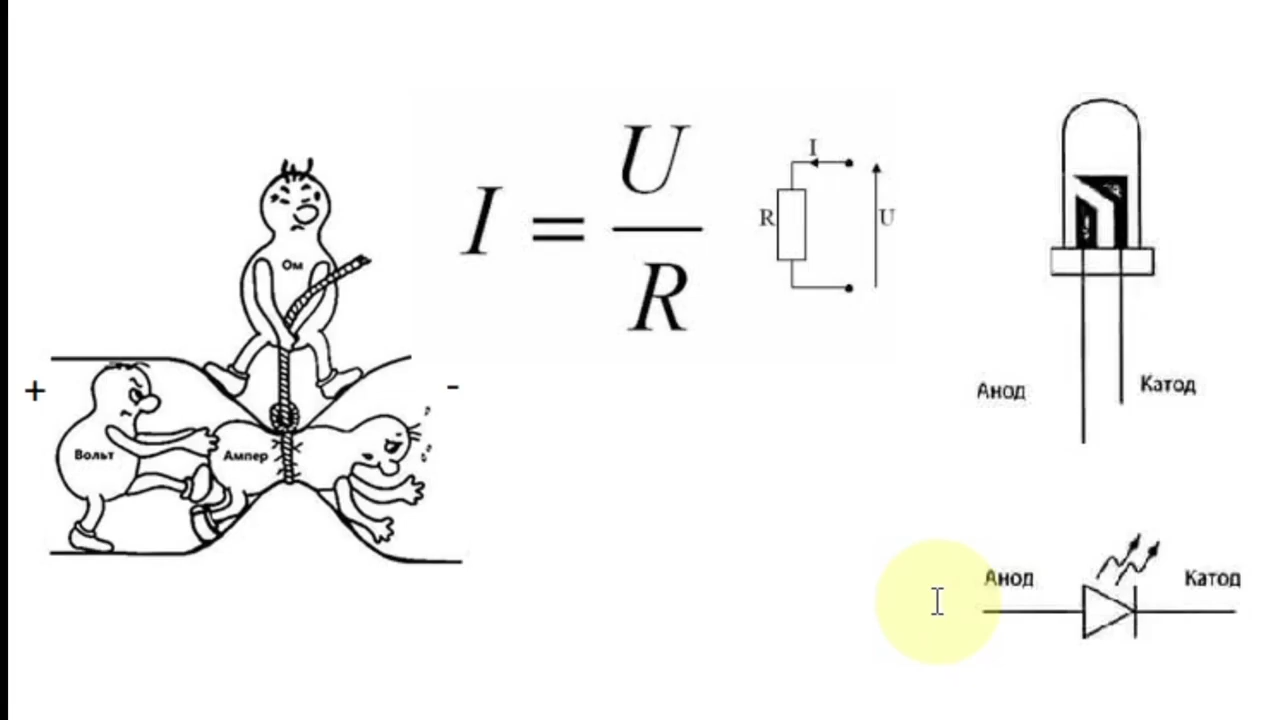 Ом
+
-
Вольт
Ампер
I = U / R
I
R
U
Анод
Катод
Анод
Катод